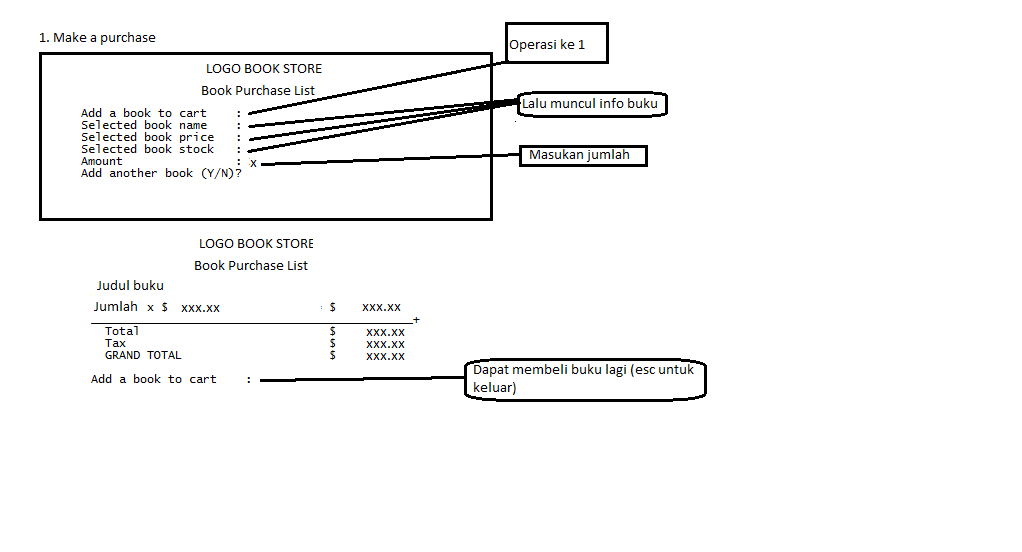 1. Make a purchase
Operasi ke 1
LOGO BOOK STORE
Book Purchase List
Lalu muncul info buku
Add a book to cart :
Selected book name :
Selected book price :
Selected book stock :
Amount : x
Masukan jumlah
Add another book (Y/N)?
LOGO BOOK STORE
Book Purchase List
Judul buku
Jumlah x $ xxx.xx : $ xxx.xx
+
Total $ xxx.xx
Tax $ xxx.xx
GRAND TOTAL $ xxx.xx
Add a book to cart :
Dapat membeli buku lagi (esc untuk
keluar)